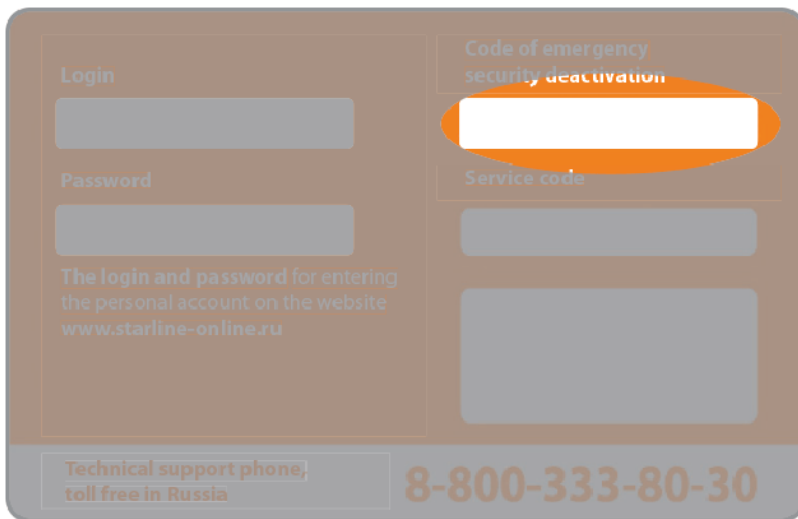 Login
Password
The login and password for entering
the personal account on the website
www.starline-online.ru
Code of emergency
security deactivation
Service code
Technical support phone,
toll free in Russia
8-800-333-80-30